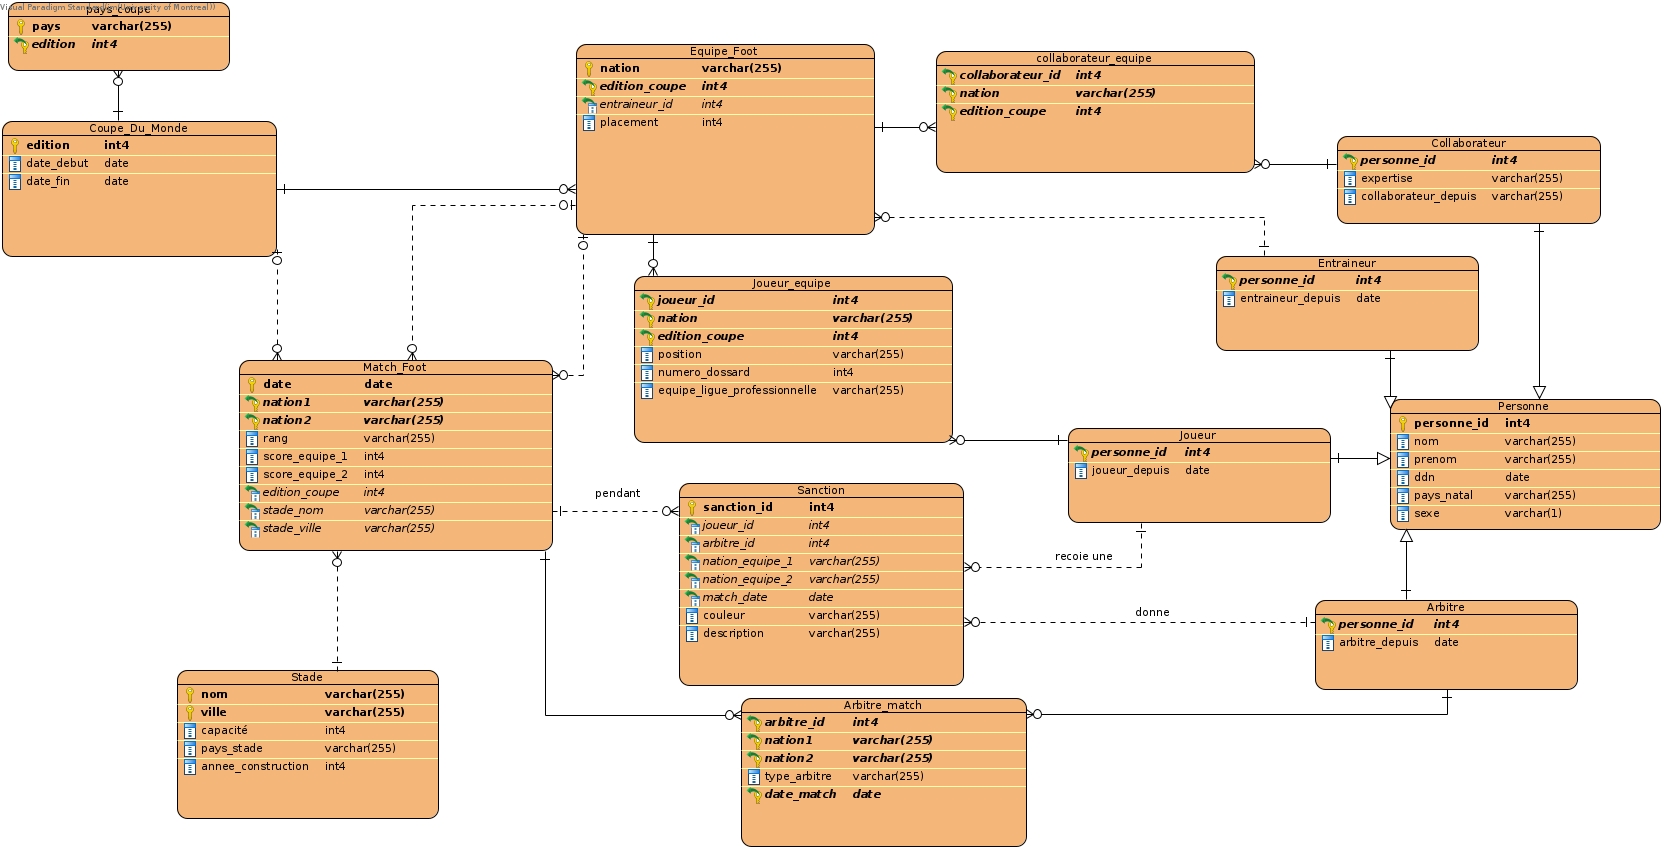 Visual Paradigm Standard(im(University of Montreal))
pays_coupe
pays varchar(255)
edition int4
Coupe_Du_Monde
edition int4
date_debut date
date_fin date
Equipe_Foot
nation varchar(255)
edition_coupe int4
entraineur_id int4
placement int4
collaborateur_equipe
collaborateur_id int4
nation varchar(255)
edition_coupe int4
Collaborateur
personne_id int4
expertise varchar(255)
collaborateur_depuis varchar(255)
Entraineur
personne_id int4
entraineur_depuis date
Joueur_equipe
joueur_id int4
nation varchar(255)
edition_coupe int4
position varchar(255)
numero_dossard int4
equipe_ligue_professionnelle varchar(255)
Match_Foot
date date
nation1 varchar(255)
nation2 varchar(255)
rang varchar(255)
score_equipe_1 int4
score_equipe_2 int4
edition_coupe int4
stade_nom varchar(255)
stade_ville varchar(255)
Joueur
personne_id int4
joueur_depuis date
Personne
personne_id int4
nom varchar(255)
prenom varchar(255)
ddn date
pays_natal varchar(255)
sexe varchar(1)
pendant
Sanction
sanction_id int4
joueur_id int4
arbitre_id int4
nation_equipe_1 varchar(255)
nation_equipe_2 varchar(255)
match_date date
couleur varchar(255)
description varchar(255)
recoie une
donne
Arbitre
personne_id int4
arbitre_depuis date
Stade
nom varchar(255)
ville varchar(255)
capacité int4
pays_stade varchar(255)
annee_construction int4
Arbitre_match
arbitre_id int4
nation1 varchar(255)
nation2 varchar(255)
type_arbitre varchar(255)
date_match date